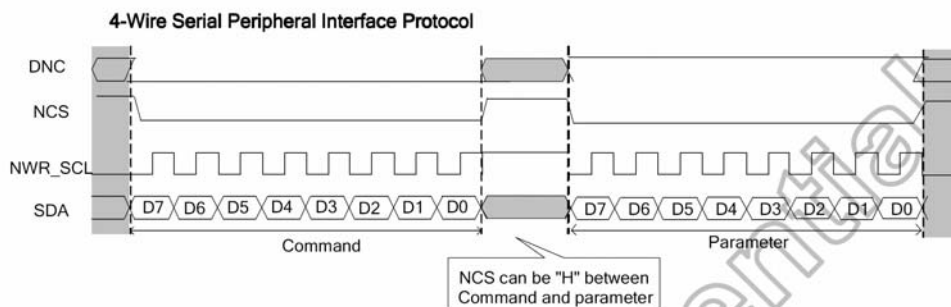 4-Wire Serial Peripheral Interface Protocol
DNC
NCS
NWR_SCL
SDA
D7 D6 D5 D4 D3 D2 D1 D0 D7 D6 D5 D4 D3 D2 D1 D0
Command Parameter
NCS can be "H" between
Command and parameter